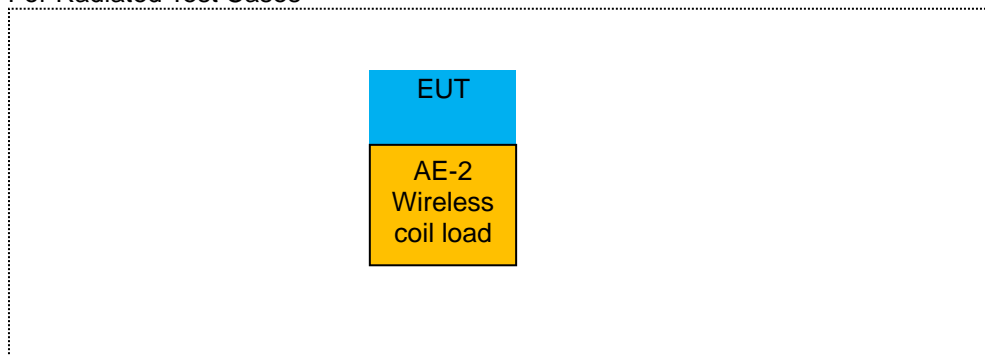 For Radiated Test Cases
EUT
AE-2
Wireless
coil load